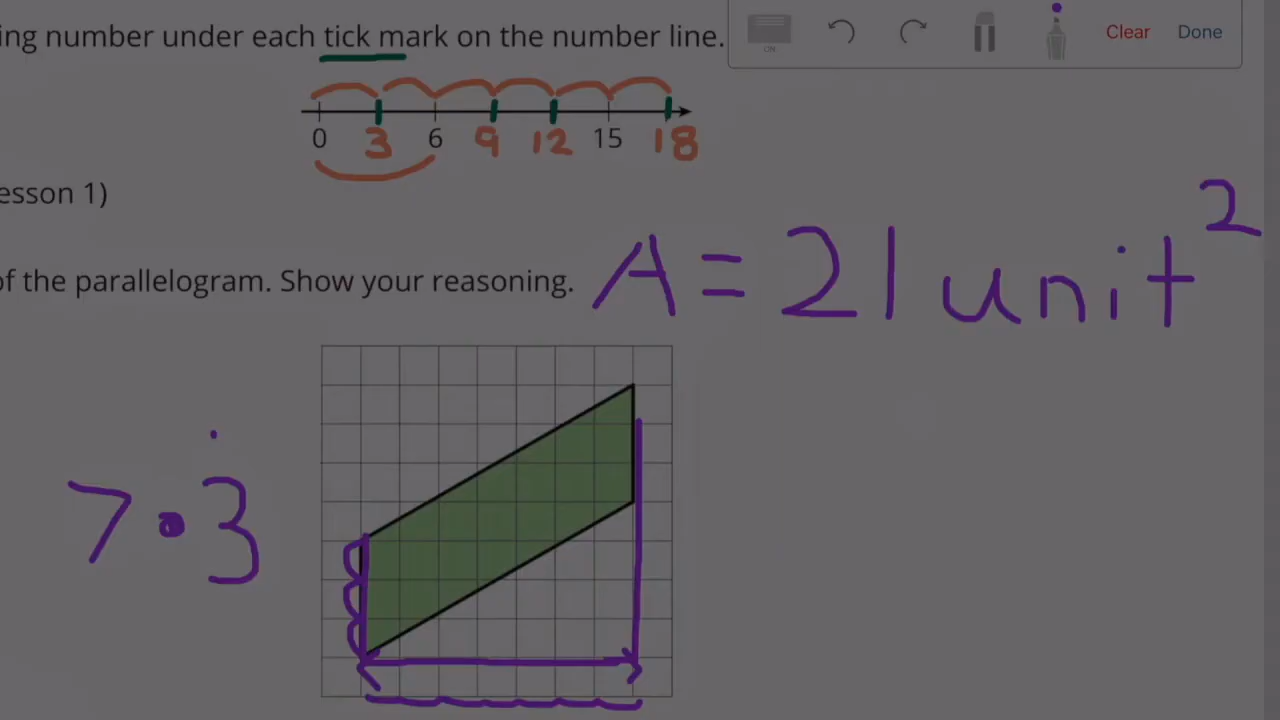 ing number under each tick mark on the number line.
ON
Clear
Done
0 3 6 9 12 15 18
esson 1)
of the parallelogram. Show your reasoning.
A = 21 unit²
7 • 3